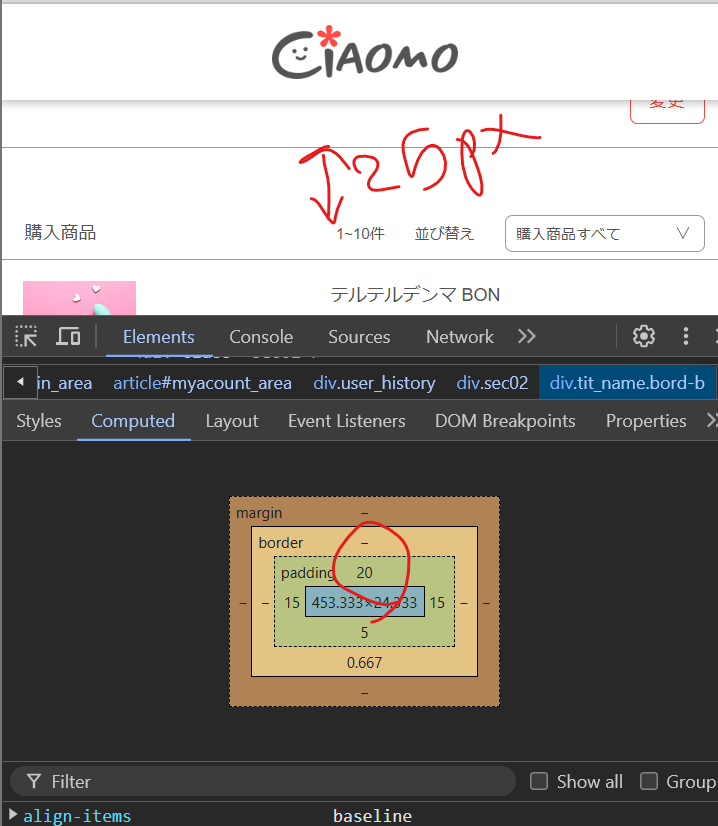 CiAOMO
変更
25px
購入商品 1~10件 並び替え 購入商品すべて
テルテルデンマ BON
Elements Console Sources Network
in_area article#myacount_area div.user_history div.sec02 div.tit_name.bord-b
Styles Computed Layout Event Listeners DOM Breakpoints Properties
margin –
border –
padding 20
– – 15 453.333×24.333 15 – –
5
0.667
–
Filter Show all Group
align-items baseline